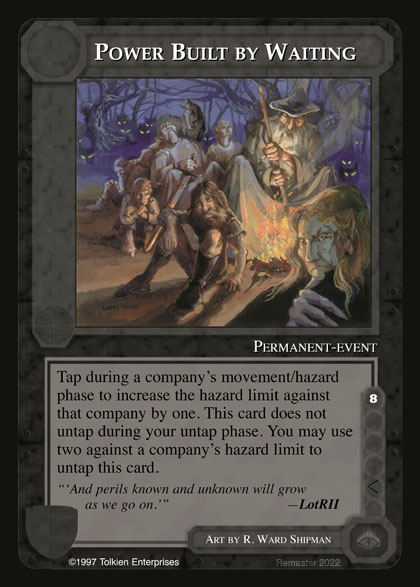 Power Built by Waiting
Permanent-event
Tap during a company's movement/hazard
phase to increase the hazard limit against
that company by one. This card does not
untap during your untap phase. You may use
two against a company's hazard limit to
untap this card.
8
“‘And perils known and unknown will grow
as we go on.’” —LotRII
Art by R. Ward Shipman
©1997 Tolkien Enterprises
Remaster 2022